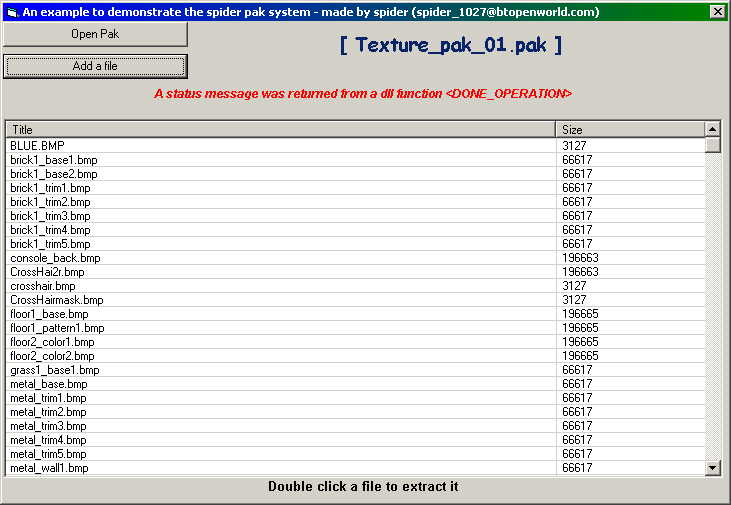 An example to demonstrate the spider pak system - made by spider (spider_1027@btopenworld.com)
Open Pak
[ Texture_pak_01.pak ]
Add a file
A status message was returned from a dll function <DONE_OPERATION>
Title Size
BLUE.BMP 3127
brick1_base1.bmp 66617
brick1_base2.bmp 66617
brick1_trim1.bmp 66617
brick1_trim2.bmp 66617
brick1_trim3.bmp 66617
brick1_trim4.bmp 66617
brick1_trim5.bmp 66617
console_back.bmp 196663
CrossHai2r.bmp 196663
crosshair.bmp 3127
CrossHairmask.bmp 3127
floor1_base.bmp 196665
floor1_pattern1.bmp 196665
floor2_color1.bmp 196665
floor2_color2.bmp 196665
grass1_base1.bmp 66617
metal_base.bmp 66617
metal_trim1.bmp 66617
metal_trim2.bmp 66617
metal_trim3.bmp 66617
metal_trim4.bmp 66617
metal_trim5.bmp 66617
metal_wall1.bmp 66617
Double click a file to extract it